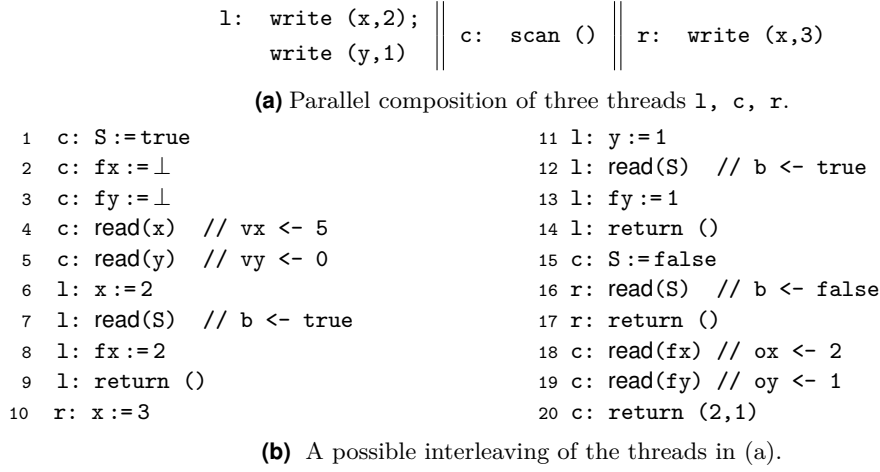 l: write (x,2); write (y,1) ‖ c: scan () ‖ r: write (x,3)
(a) Parallel composition of three threads l, c, r.
1 c: S := true
2 c: fx := ⊥
3 c: fy := ⊥
4 c: read(x) // vx <- 5
5 c: read(y) // vy <- 0
6 l: x := 2
7 l: read(S) // b <- true
8 l: fx := 2
9 l: return ()
10 r: x := 3
11 l: y := 1
12 l: read(S) // b <- true
13 l: fy := 1
14 l: return ()
15 c: S := false
16 r: read(S) // b <- false
17 r: return ()
18 c: read(fx) // ox <- 2
19 c: read(fy) // oy <- 1
20 c: return (2,1)
(b) A possible interleaving of the threads in (a).